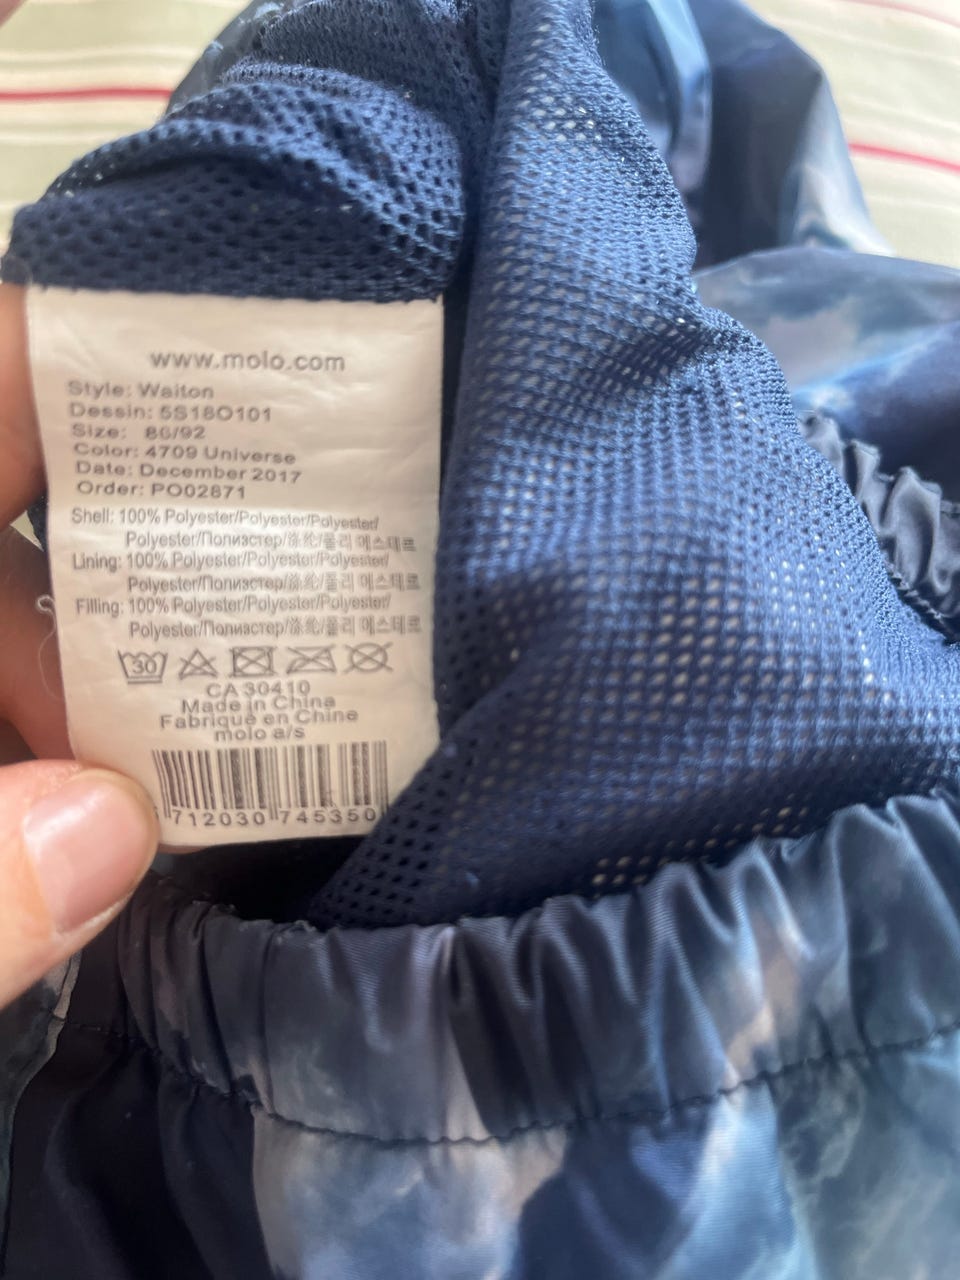 www.molo.com
Style: Waiton
Dessin: 5S18O101
Size: 86/92
Color: 4709 Universe
Date: December 2017
Order: PO02871
Shell: 100% Polyester/Polyester/Polyester/
Polyester/Полиэстер/涤纶/폴리 에스테르
Lining: 100% Polyester/Polyester/Polyester/
Polyester/Полиэстер/涤纶/폴리 에스테르
Filling: 100% Polyester/Polyester/Polyester/
Polyester/Полиэстер/涤纶/폴리 에스테르
30
CA 30410
Made in China
Fabriqué en Chine
molo a/s
712030 745350